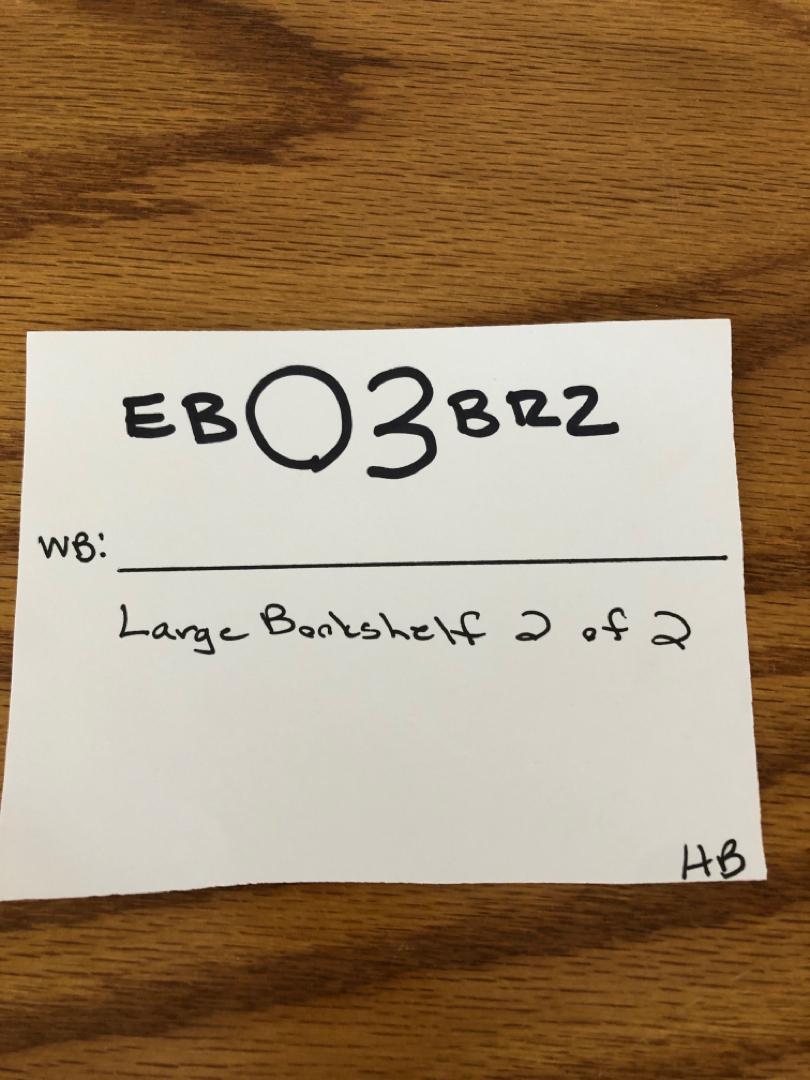 EB03BR2
WB:
Large Bookshelf 2 of 2
HB